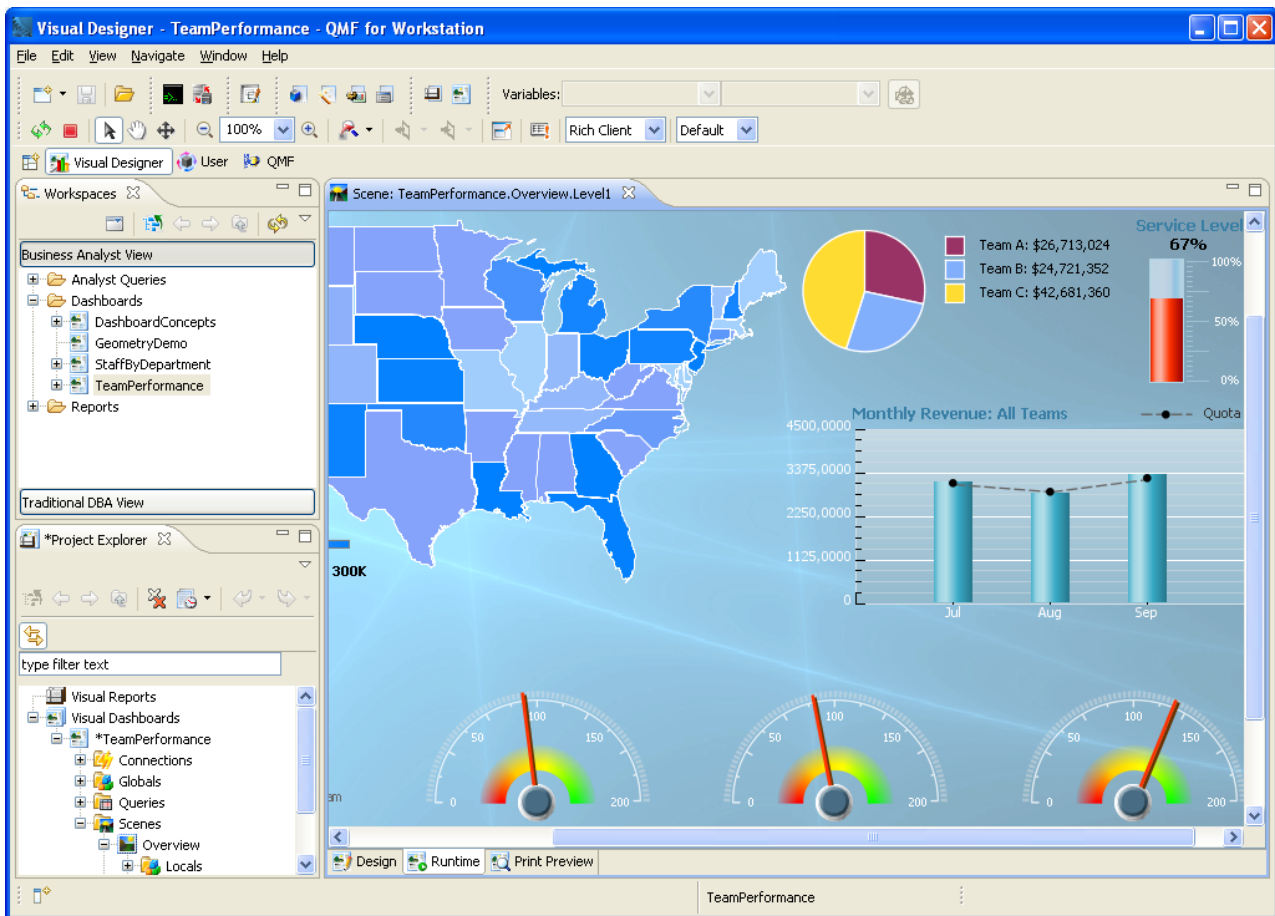 Visual Designer - TeamPerformance - QMF for Workstation
File Edit View Navigate Window Help
Variables:
100% Rich Client Default
Visual Designer User QMF
Workspaces
Business Analyst View
Analyst Queries
Dashboards
DashboardConcepts
GeometryDemo
StaffByDepartment
TeamPerformance
Reports
Traditional DBA View
*Project Explorer
type filter text
Visual Reports
Visual Dashboards
*TeamPerformance
Connections
Globals
Queries
Scenes
Overview
Locals
Scene: TeamPerformance.Overview.Level1
300K
Team A: $26,713,024
Team B: $24,721,352
Team C: $42,681,360
Service Level
67%
100%
50%
0%
Monthly Revenue: All Teams
Quota
4500,0000
3375,0000
2250,0000
1125,0000
0
Jul Aug Sep
0 50 100 150 200
0 50 100 150 200
0 50 100 150 200
am
Design Runtime Print Preview
TeamPerformance